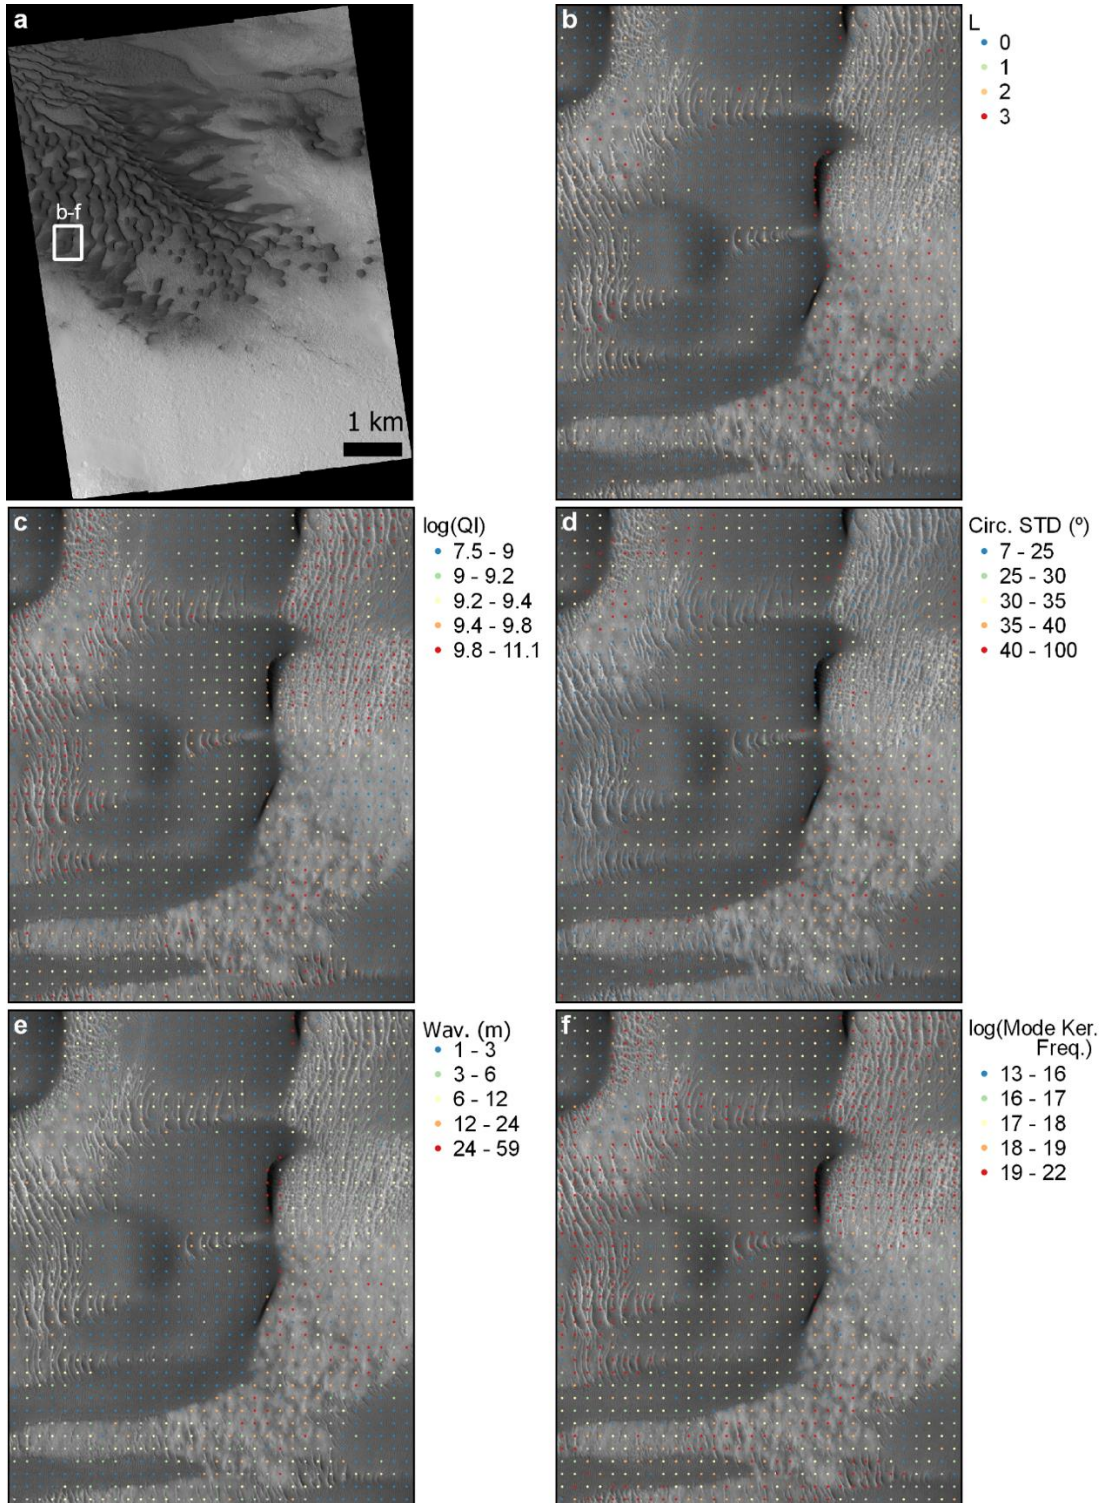 a
b-f
1 km
b
L
0
1
2
3
c
log(QI)
7.5 - 9
9 - 9.2
9.2 - 9.4
9.4 - 9.8
9.8 - 11.1
d
Circ. STD (º)
7 - 25
25 - 30
30 - 35
35 - 40
40 - 100
e
Wav. (m)
1 - 3
3 - 6
6 - 12
12 - 24
24 - 59
f
log(Mode Ker.
Freq.)
13 - 16
16 - 17
17 - 18
18 - 19
19 - 22